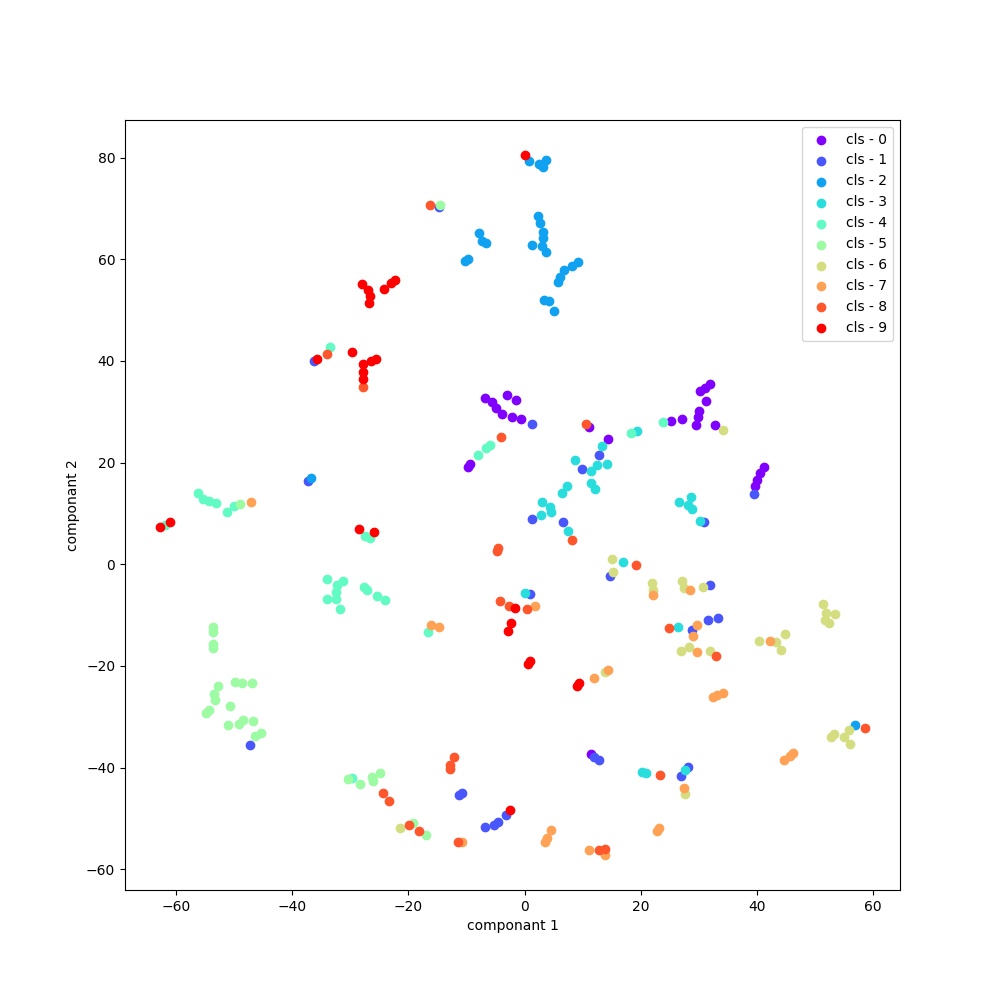 80
60
40
20
0
−20
−40
−60
−60
−40
−20
0
20
40
60
componant 1
componant 2
cls - 0
cls - 1
cls - 2
cls - 3
cls - 4
cls - 5
cls - 6
cls - 7
cls - 8
cls - 9